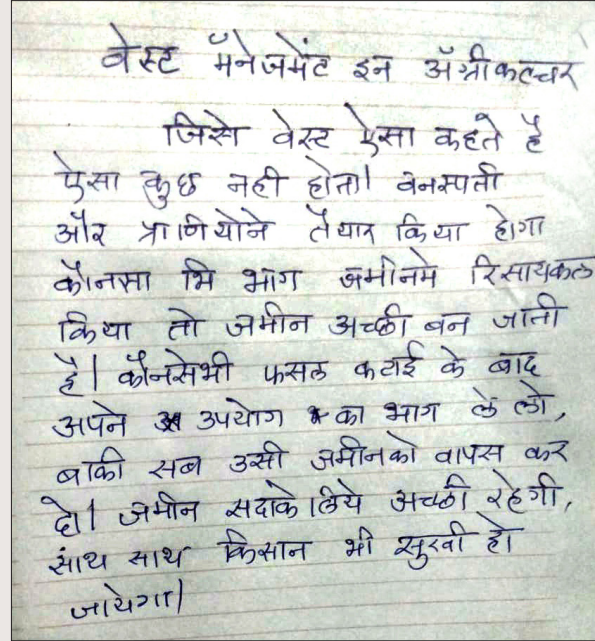 वेस्ट मॅनेजमेंट इन ॲग्रीकल्चर
जिसे वेस्ट ऐसा कहते है
ऐसा कुछ नही होता। वनस्पती
और प्राणियोने तैयार किया होगा
कौनसा भि भाग जमीनमे रिसायकल
किया तो जमीन अच्छी बन जाती
है। कौनसेभी फसल कटाई के बाद
अपने उपयोग का भाग ले लो,
बाकी सब उसी जमीनको वापस कर
दो। जमीन सदाके लिये अच्छी रहेगी,
सांथ साथ किसान भी सुखी हो
जायेगा।